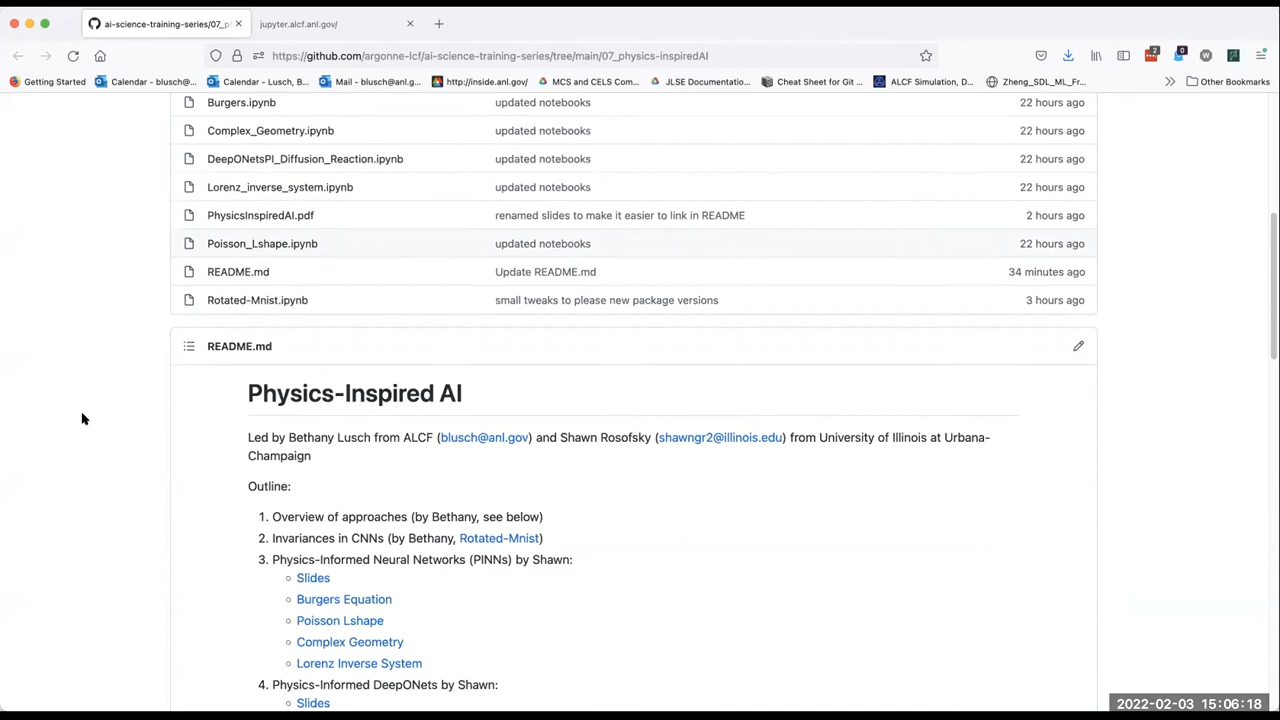 ai-science-training-series/07_p
jupyter.alcf.anl.gov/
https://github.com/argonne-lcf/ai-science-training-series/tree/main/07_physics-inspiredAI
2
0
Getting Started
Calendar - blusch@...
Calendar - Lusch, B...
Mail - blusch@anl.g...
http://inside.anl.gov/
MCS and CELS Com...
JLSE Documentatio...
Cheat Sheet for Git ...
ALCF Simulation, D...
Zheng_SDL_ML_Fr...
Other Bookmarks
Burgers.ipynb updated notebooks 22 hours ago
Complex_Geometry.ipynb updated notebooks 22 hours ago
DeepONetsPI_Diffusion_Reaction.ipynb updated notebooks 22 hours ago
Lorenz_inverse_system.ipynb updated notebooks 22 hours ago
PhysicsInspiredAI.pdf renamed slides to make it easier to link in README 2 hours ago
Poisson_Lshape.ipynb updated notebooks 22 hours ago
README.md Update README.md 34 minutes ago
Rotated-Mnist.ipynb small tweaks to please new package versions 3 hours ago
README.md
Physics-Inspired AI
Led by Bethany Lusch from ALCF (blusch@anl.gov) and Shawn Rosofsky (shawngr2@illinois.edu) from University of Illinois at Urbana-
Champaign
Outline:
1. Overview of approaches (by Bethany, see below)
2. Invariances in CNNs (by Bethany, Rotated-Mnist)
3. Physics-Informed Neural Networks (PINNs) by Shawn:
Slides
Burgers Equation
Poisson Lshape
Complex Geometry
Lorenz Inverse System
4. Physics-Informed DeepONets by Shawn:
Slides
2022-02-03 15:06:18